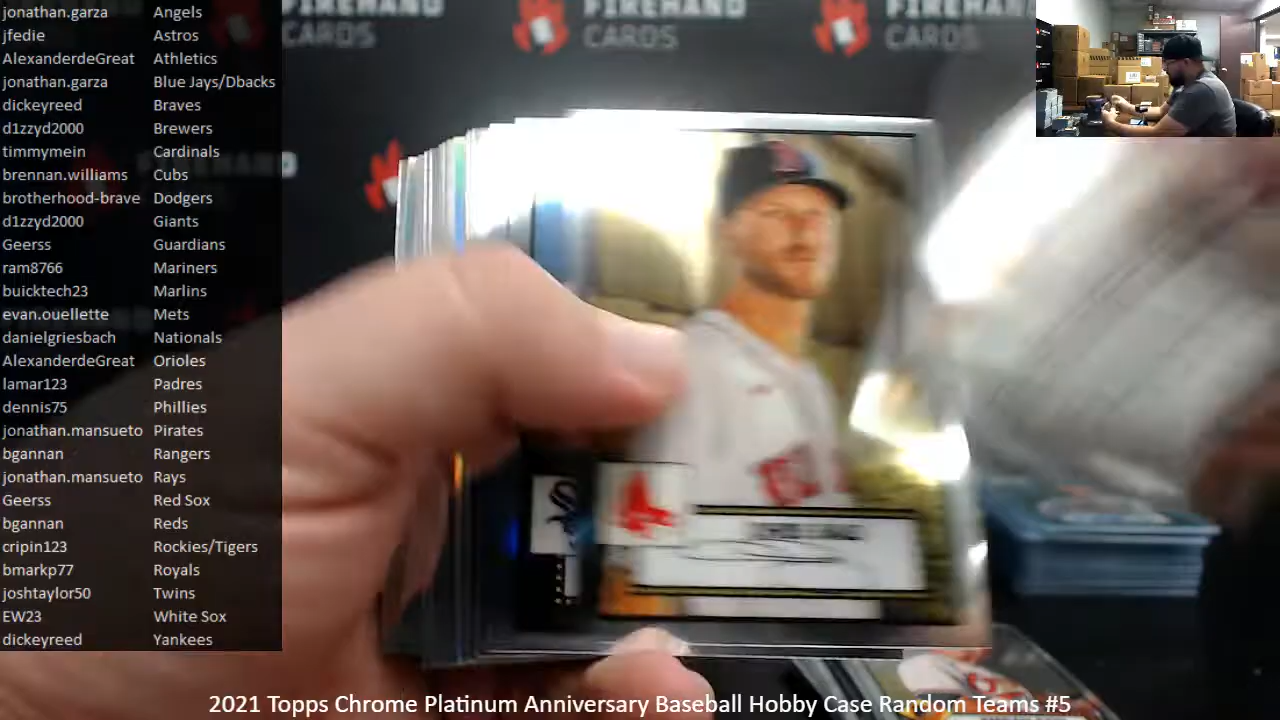 jonathan.garza Angels
jfedie Astros
AlexanderdeGreat Athletics
jonathan.garza Blue Jays/Dbacks
dickeyreed Braves
d1zzyd2000 Brewers
timmymein Cardinals
brennan.williams Cubs
brotherhood-brave Dodgers
d1zzyd2000 Giants
Geerss Guardians
ram8766 Mariners
buicktech23 Marlins
evan.ouellette Mets
danielgriesbach Nationals
AlexanderdeGreat Orioles
lamar123 Padres
dennis75 Phillies
jonathan.mansueto Pirates
bgannan Rangers
jonathan.mansueto Rays
Geerss Red Sox
bgannan Reds
cripin123 Rockies/Tigers
bmarkp77 Royals
joshtaylor50 Twins
EW23 White Sox
dickeyreed Yankees
FIREHAND
CARDS
FIREHAND
CARDS
FIREHAND
CARDS
2021 Topps Chrome Platinum Anniversary Baseball Hobby Case Random Teams #5